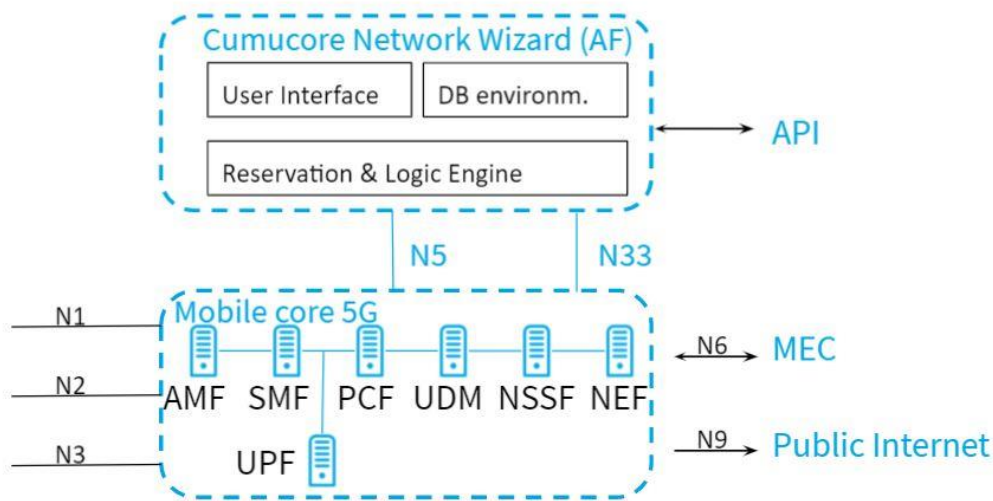 Cumucore Network Wizard (AF)
User Interface
DB environm.
Reservation & Logic Engine
API
N5
N33
Mobile core 5G
N1
N2
N3
AMF SMF PCF UDM NSSF NEF
UPF
N6
MEC
N9
Public Internet